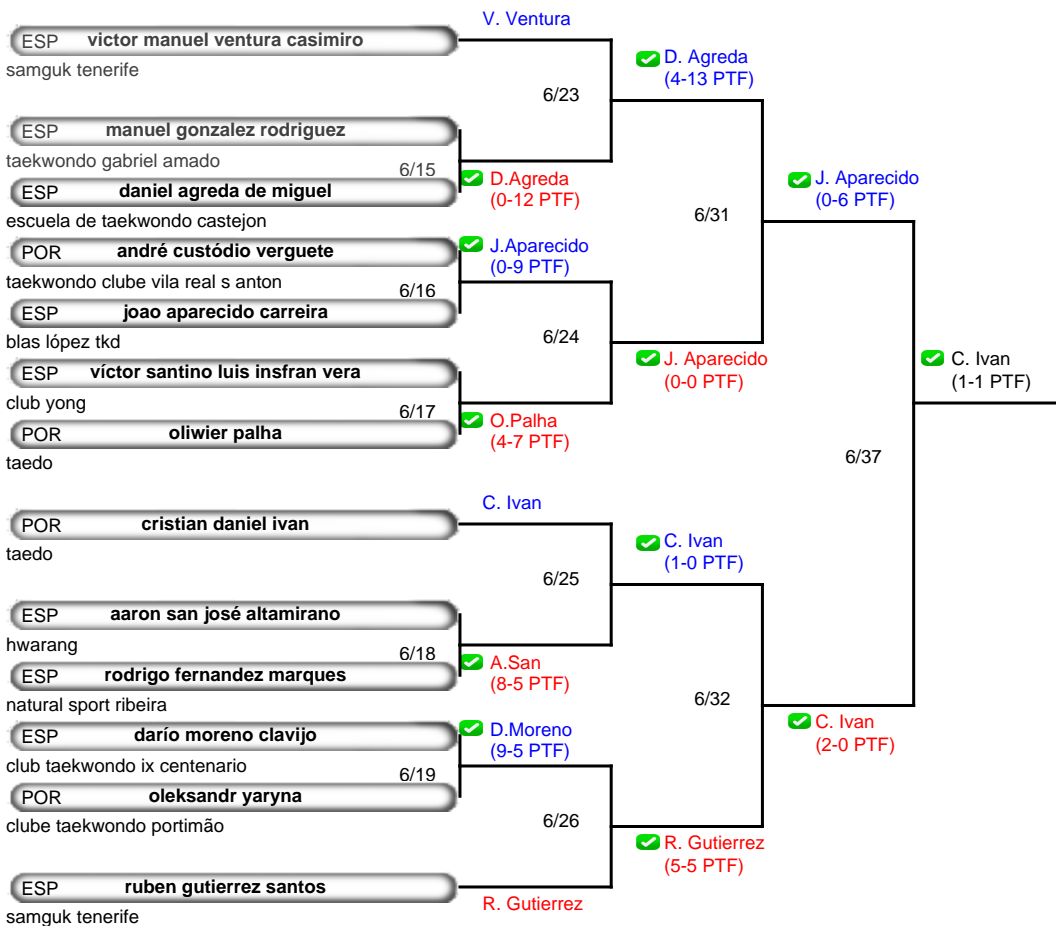 V. Ventura
ESP victor manuel ventura casimiro
samguk tenerife
D. Agreda
(4-13 PTF)
6/23
ESP manuel gonzalez rodriguez
taekwondo gabriel amado
6/15
ESP daniel agreda de miguel
escuela de taekwondo castejon
D.Agreda
(0-12 PTF)
J. Aparecido
(0-6 PTF)
6/31
POR andré custódio verguete
taekwondo clube vila real s anton
J.Aparecido
(0-9 PTF)
6/16
ESP joao aparecido carreira
blas lópez tkd
6/24
J. Aparecido
(0-0 PTF)
ESP víctor santino luis insfran vera
club yong
6/17
POR oliwier palha
taedo
O.Palha
(4-7 PTF)
C. Ivan
(1-1 PTF)
6/37
POR cristian daniel ivan
taedo
C. Ivan
C. Ivan
(1-0 PTF)
6/25
ESP aaron san josé altamirano
hwarang
6/18
ESP rodrigo fernandez marques
natural sport ribeira
A.San
(8-5 PTF)
6/32
C. Ivan
(2-0 PTF)
ESP darío moreno clavijo
club taekwondo ix centenario
D.Moreno
(9-5 PTF)
6/19
POR oleksandr yaryna
clube taekwondo portimão
6/26
R. Gutierrez
(5-5 PTF)
ESP ruben gutierrez santos
samguk tenerife
R. Gutierrez